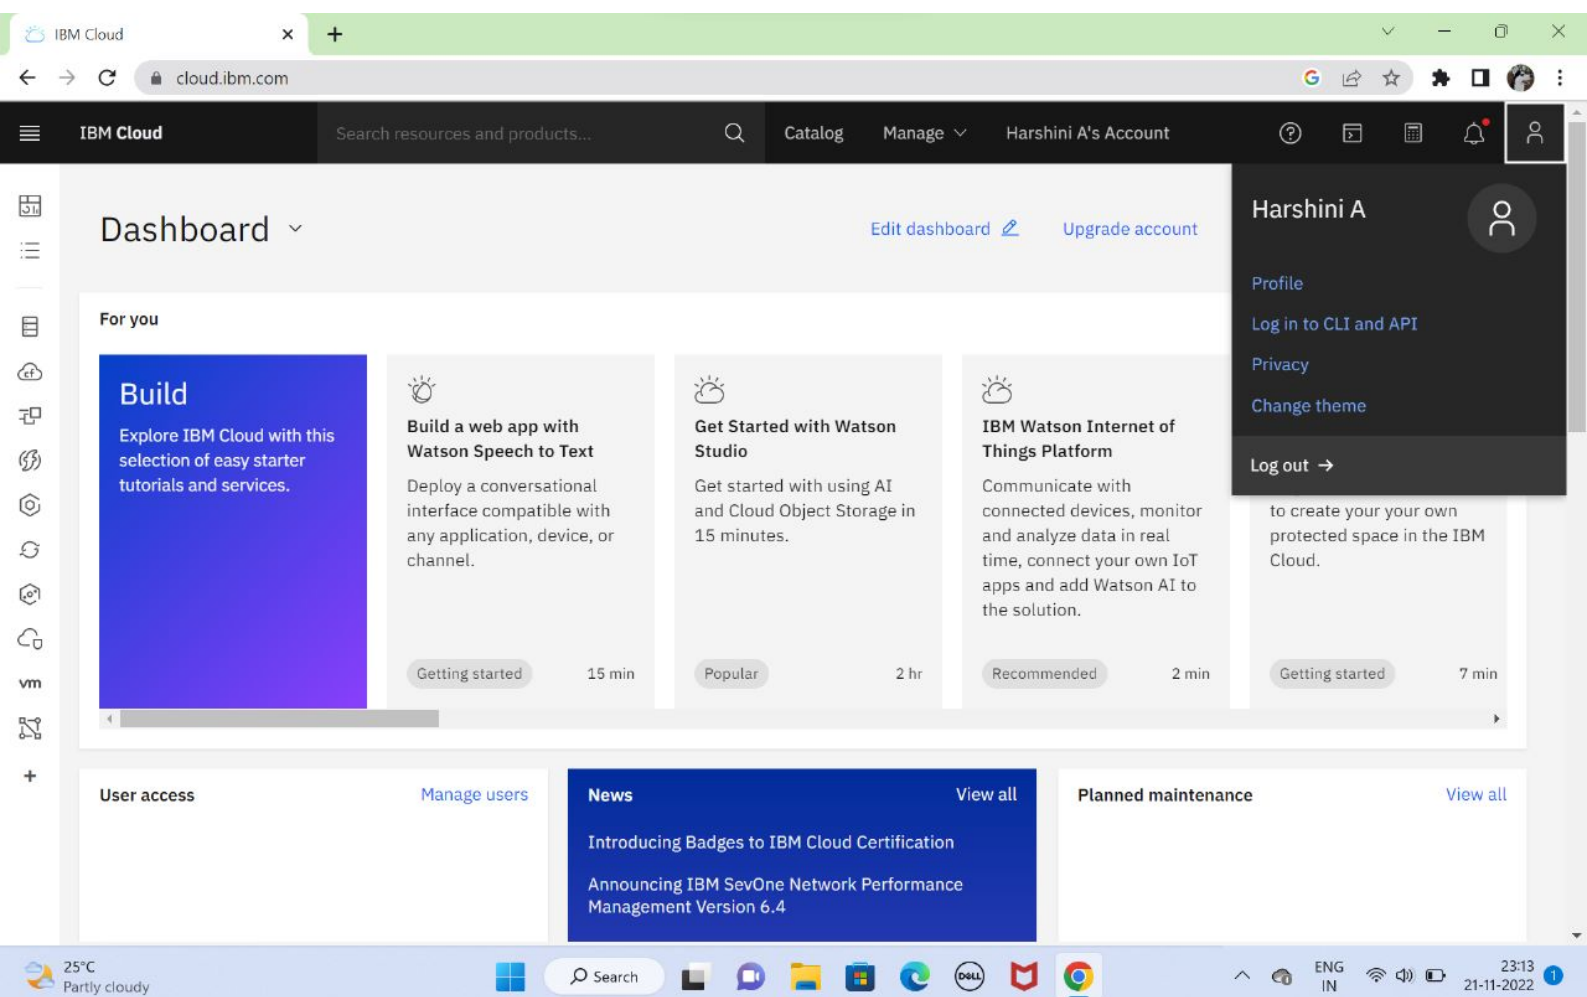 IBM Cloud
cloud.ibm.com
IBM Cloud
Search resources and products...
Catalog
Manage
Harshini A's Account
Harshini A
Profile
Log in to CLI and API
Privacy
Change theme
Log out →
Dashboard
Edit dashboard
Upgrade account
For you
Build
Explore IBM Cloud with this
selection of easy starter
tutorials and services.
Build a web app with
Watson Speech to Text
Deploy a conversational
interface compatible with
any application, device, or
channel.
Getting started
15 min
Get Started with Watson
Studio
Get started with using AI
and Cloud Object Storage in
15 minutes.
Popular
2 hr
IBM Watson Internet of
Things Platform
Communicate with
connected devices, monitor
and analyze data in real
time, connect your own IoT
apps and add Watson AI to
the solution.
Recommended
2 min
to create your your own
protected space in the IBM
Cloud.
Getting started
7 min
cf
vm
User access
Manage users
News
View all
Introducing Badges to IBM Cloud Certification
Announcing IBM SevOne Network Performance
Management Version 6.4
Planned maintenance
View all
25°C
Partly cloudy
Search
DELL
ENG
IN
23:13
21-11-2022
1